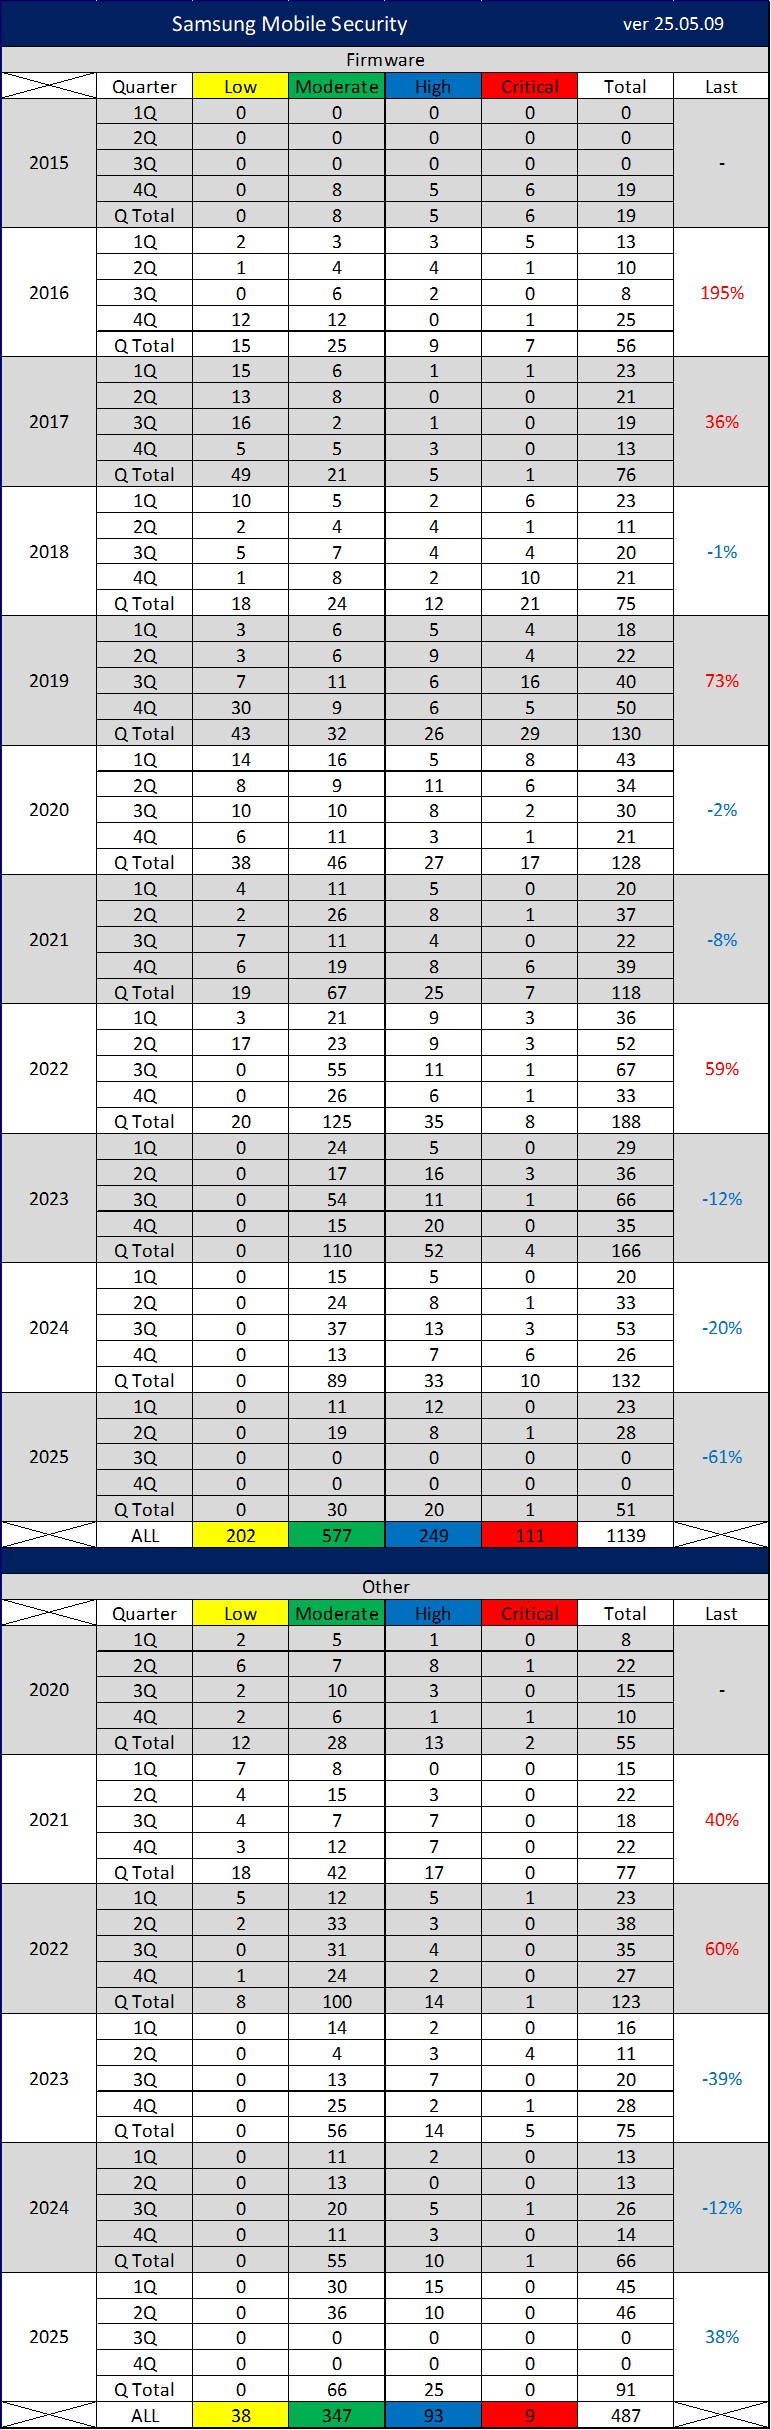 Samsung Mobile Security ver 25.05.09
Firmware
Quarter Low Moderate High Critical Total Last
2015 -
1Q 0 0 0 0 0
2Q 0 0 0 0 0
3Q 0 0 0 0 0
4Q 0 8 5 6 19
Q Total 0 8 5 6 19
2016 195%
1Q 2 3 3 5 13
2Q 1 4 4 1 10
3Q 0 6 2 0 8
4Q 12 12 0 1 25
Q Total 15 25 9 7 56
2017 36%
1Q 15 6 1 1 23
2Q 13 8 0 0 21
3Q 16 2 1 0 19
4Q 5 5 3 0 13
Q Total 49 21 5 1 76
2018 -1%
1Q 10 5 2 6 23
2Q 2 4 4 1 11
3Q 5 7 4 4 20
4Q 1 8 2 10 21
Q Total 18 24 12 21 75
2019 73%
1Q 3 6 5 4 18
2Q 3 6 9 4 22
3Q 7 11 6 16 40
4Q 30 9 6 5 50
Q Total 43 32 26 29 130
2020 -2%
1Q 14 16 5 8 43
2Q 8 9 11 6 34
3Q 10 10 8 2 30
4Q 6 11 3 1 21
Q Total 38 46 27 17 128
2021 -8%
1Q 4 11 5 0 20
2Q 2 26 8 1 37
3Q 7 11 4 0 22
4Q 6 19 8 6 39
Q Total 19 67 25 7 118
2022 59%
1Q 3 21 9 3 36
2Q 17 23 9 3 52
3Q 0 55 11 1 67
4Q 0 26 6 1 33
Q Total 20 125 35 8 188
2023 -12%
1Q 0 24 5 0 29
2Q 0 17 16 3 36
3Q 0 54 11 1 66
4Q 0 15 20 0 35
Q Total 0 110 52 4 166
2024 -20%
1Q 0 15 5 0 20
2Q 0 24 8 1 33
3Q 0 37 13 3 53
4Q 0 13 7 6 26
Q Total 0 89 33 10 132
2025 -61%
1Q 0 11 12 0 23
2Q 0 19 8 1 28
3Q 0 0 0 0 0
4Q 0 0 0 0 0
Q Total 0 30 20 1 51
ALL 202 577 249 111 1139
Other
Quarter Low Moderate High Critical Total Last
2020 -
1Q 2 5 1 0 8
2Q 6 7 8 1 22
3Q 2 10 3 0 15
4Q 2 6 1 1 10
Q Total 12 28 13 2 55
2021 40%
1Q 7 8 0 0 15
2Q 4 15 3 0 22
3Q 4 7 7 0 18
4Q 3 12 7 0 22
Q Total 18 42 17 0 77
2022 60%
1Q 5 12 5 1 23
2Q 2 33 3 0 38
3Q 0 31 4 0 35
4Q 1 24 2 0 27
Q Total 8 100 14 1 123
2023 -39%
1Q 0 14 2 0 16
2Q 0 4 3 4 11
3Q 0 13 7 0 20
4Q 0 25 2 1 28
Q Total 0 56 14 5 75
2024 -12%
1Q 0 11 2 0 13
2Q 0 13 0 0 13
3Q 0 20 5 1 26
4Q 0 11 3 0 14
Q Total 0 55 10 1 66
2025 38%
1Q 0 30 15 0 45
2Q 0 36 10 0 46
3Q 0 0 0 0 0
4Q 0 0 0 0 0
Q Total 0 66 25 0 91
ALL 38 347 93 9 487